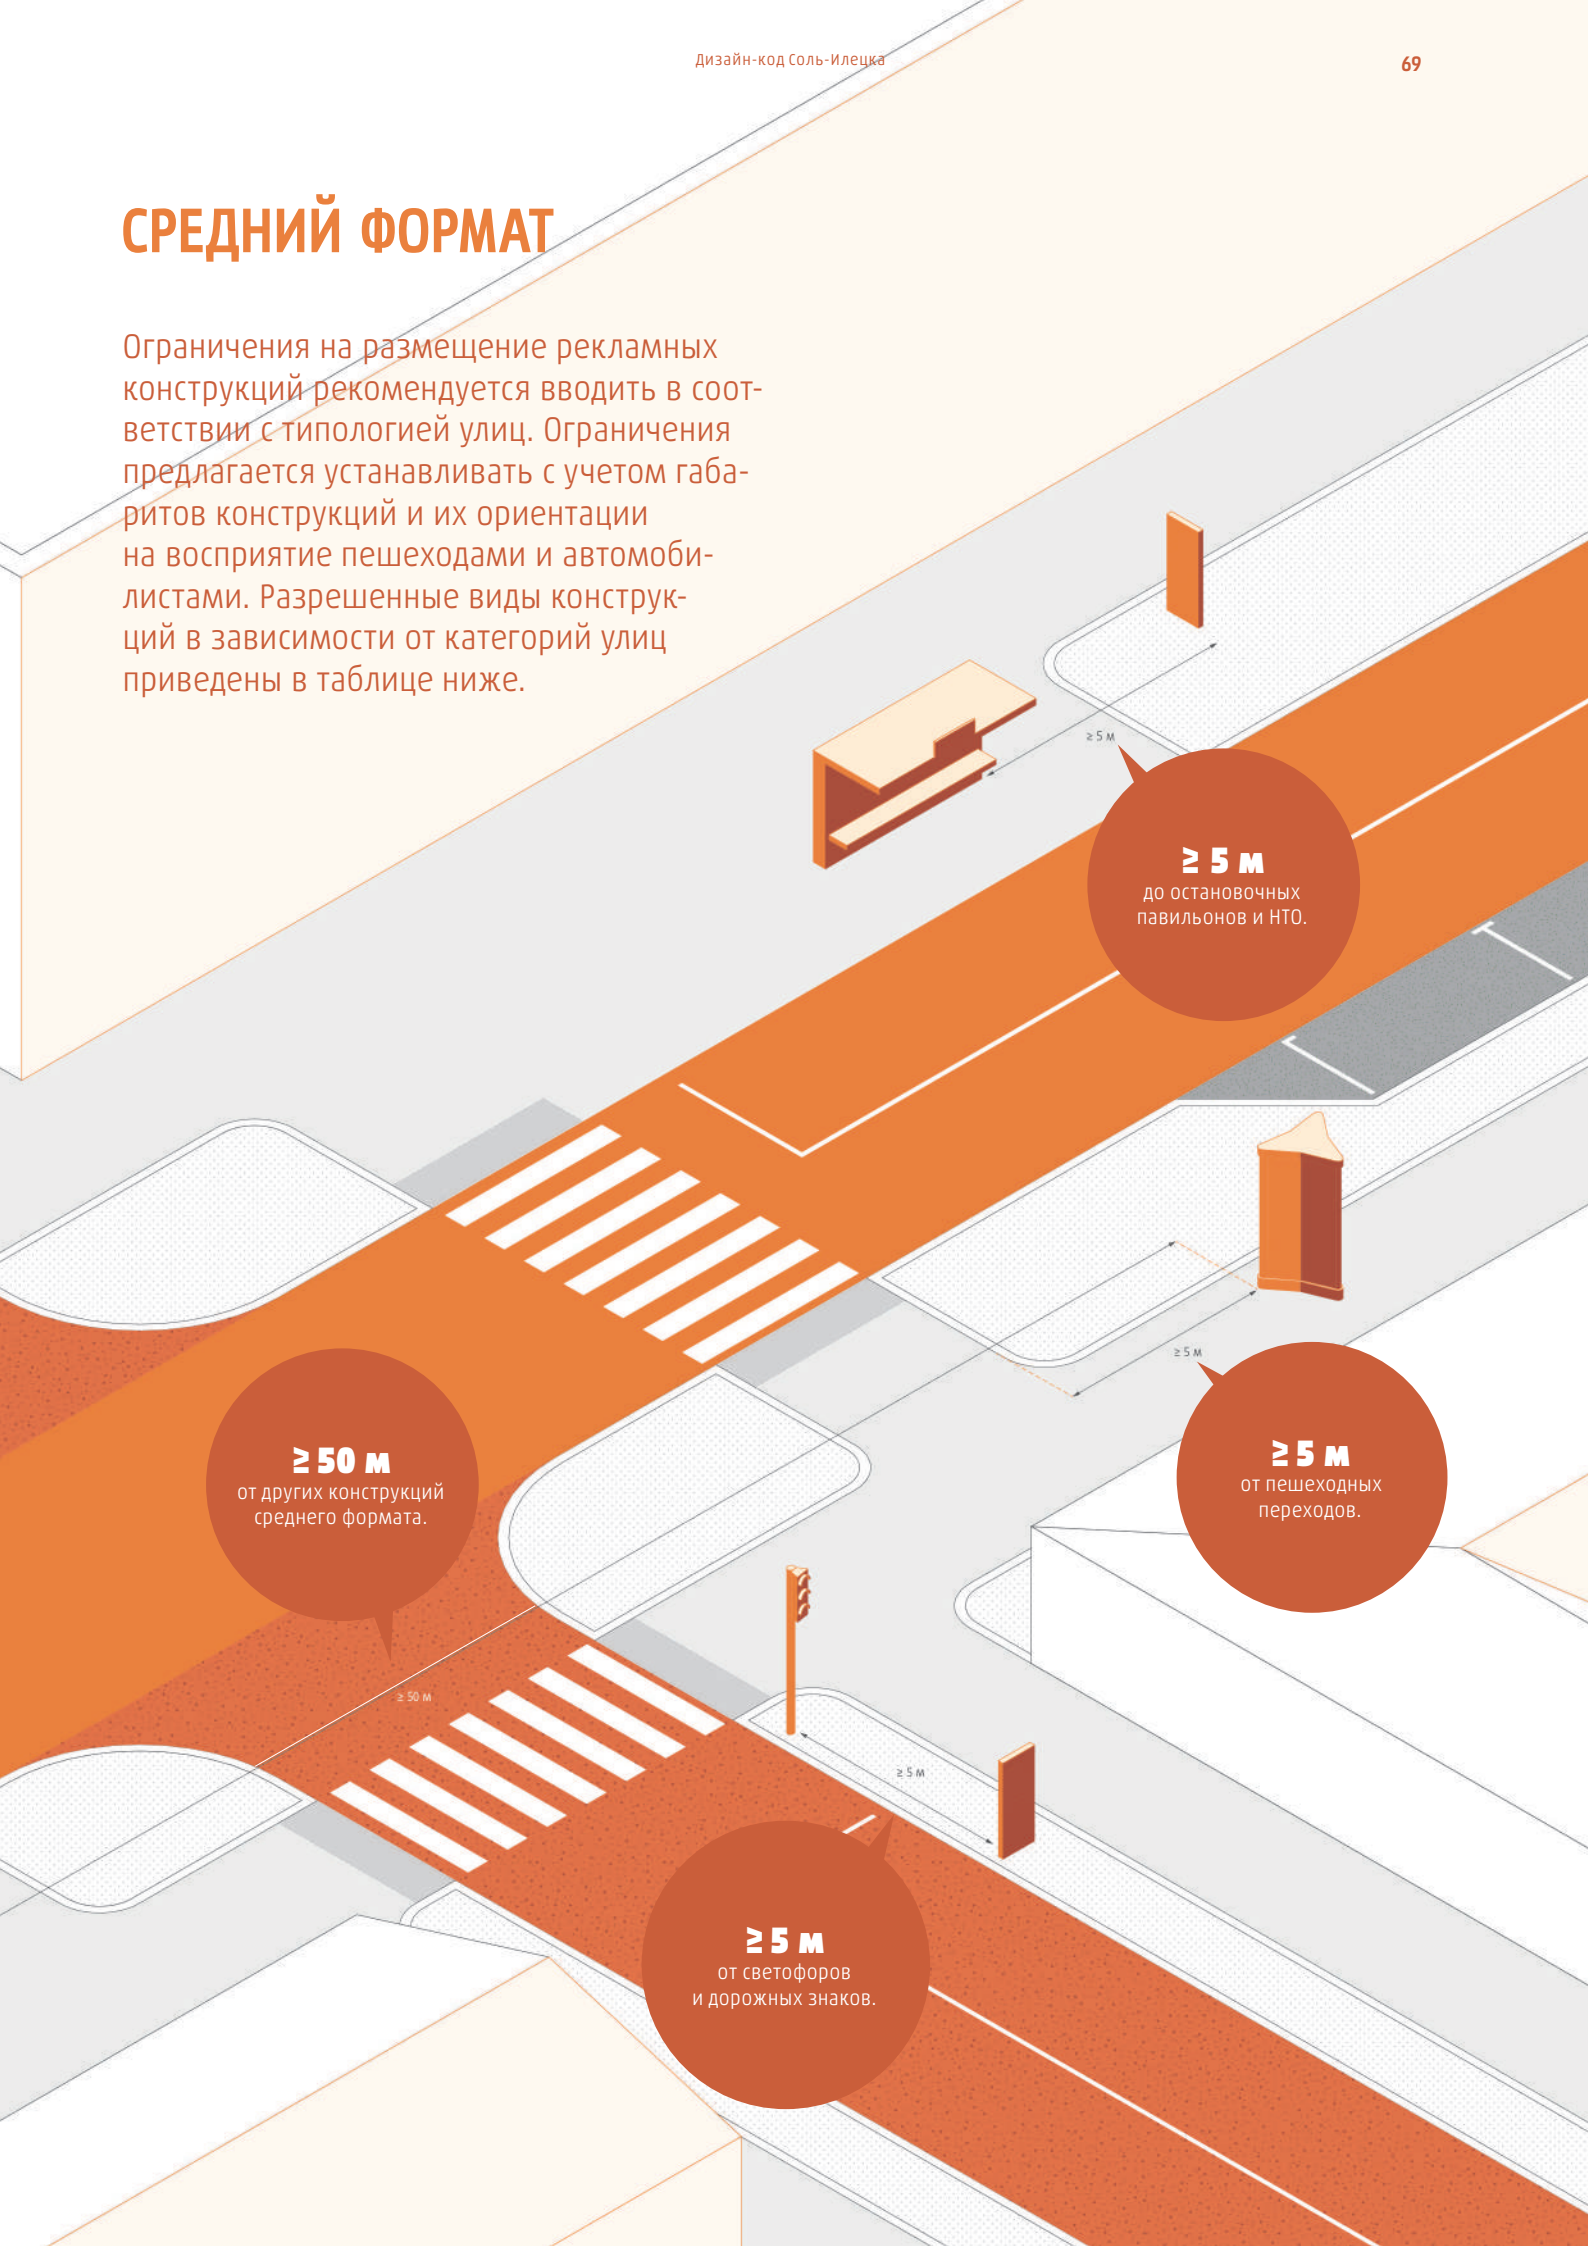 Дизайн-код Соль-Илецка
69
СРЕДНИЙ ФОРМАТ
Ограничения на размещение рекламных
конструкций рекомендуется вводить в соот-
ветствии с типологией улиц. Ограничения
предлагается устанавливать с учетом габа-
ритов конструкций и их ориентации
на восприятие пешеходами и автомоби-
листами. Разрешенные виды конструк-
ций в зависимости от категорий улиц
приведены в таблице ниже.
≥ 5 м
≥ 5 м
до остановочных
павильонов и НТО.
≥ 5 м
≥ 5 м
от пешеходных
переходов.
≥ 50 м
от других конструкций
среднего формата.
≥ 50 м
≥ 5 м
≥ 5 м
от светофоров
и дорожных знаков.